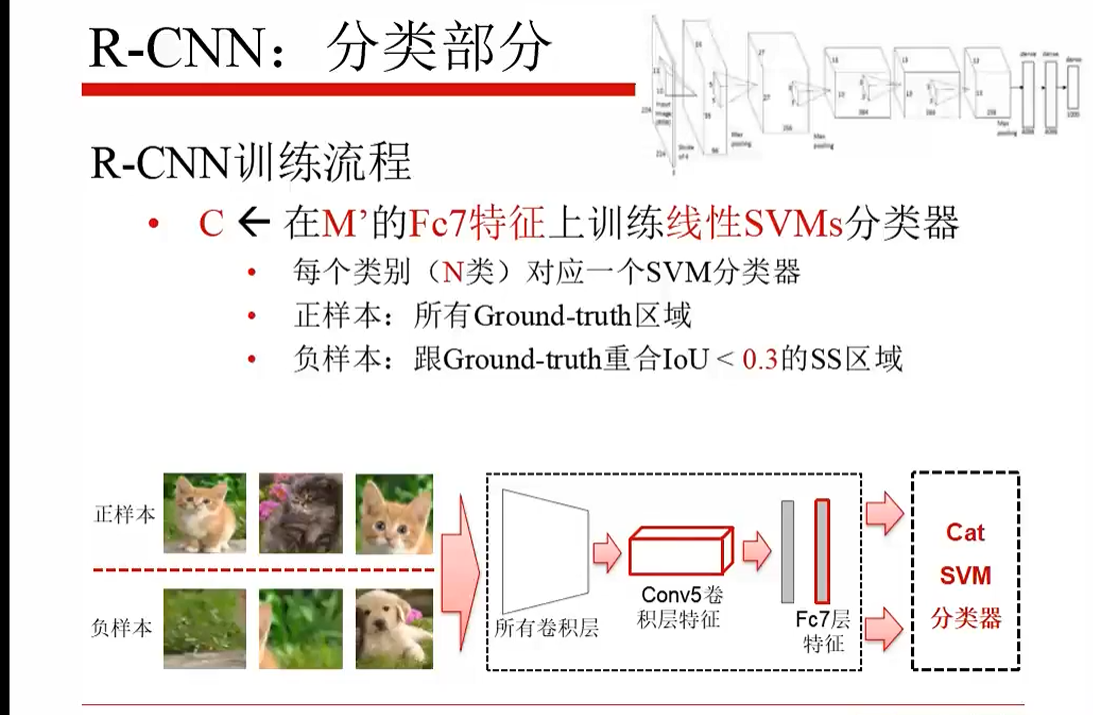 R-CNN：分类部分
R-CNN训练流程
• C ← 在M’的Fc7特征上训练线性SVMs分类器
• 每个类别（N类）对应一个SVM分类器
• 正样本：所有Ground-truth区域
• 负样本：跟Ground-truth重合IoU < 0.3的SS区域
正样本
负样本
所有卷积层
Conv5卷
积层特征
Fc7层
特征
Cat
SVM
分类器